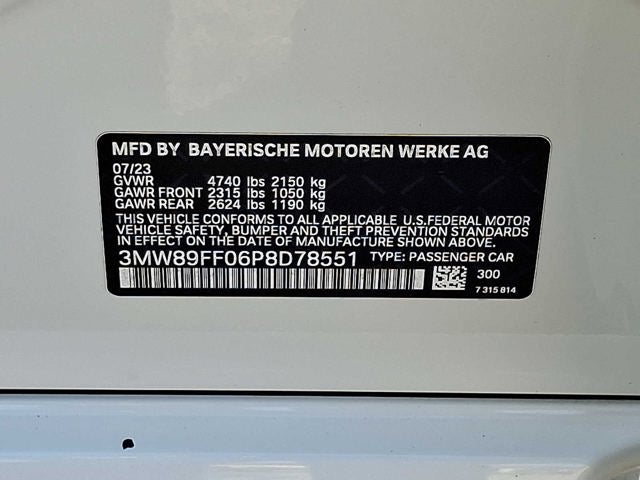 MFD BY BAYERISCHE MOTOREN WERKE AG
07/23
GVWR 4740 lbs 2150 kg
GAWR FRONT 2315 lbs 1050 kg
GAWR REAR 2624 lbs 1190 kg
THIS VEHICLE CONFORMS TO ALL APPLICABLE U.S.FEDERAL MOTOR
VEHICLE SAFETY, BUMPER AND THEFT PREVENTION STANDARDS
IN EFFECT ON THE DATE OF MANUFACTURE SHOWN ABOVE.
3MW89FF06P8D78551 TYPE: PASSENGER CAR
300
7 315 814